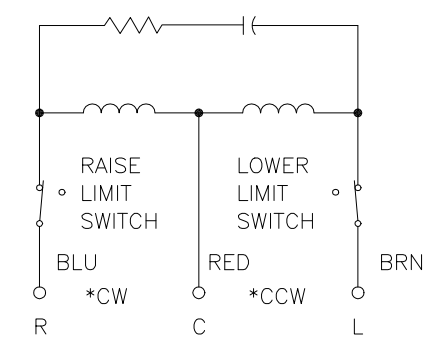 RAISE LIMIT SWITCH
LOWER LIMIT SWITCH
BLU
RED
BRN
*CW
*CCW
R
C
L